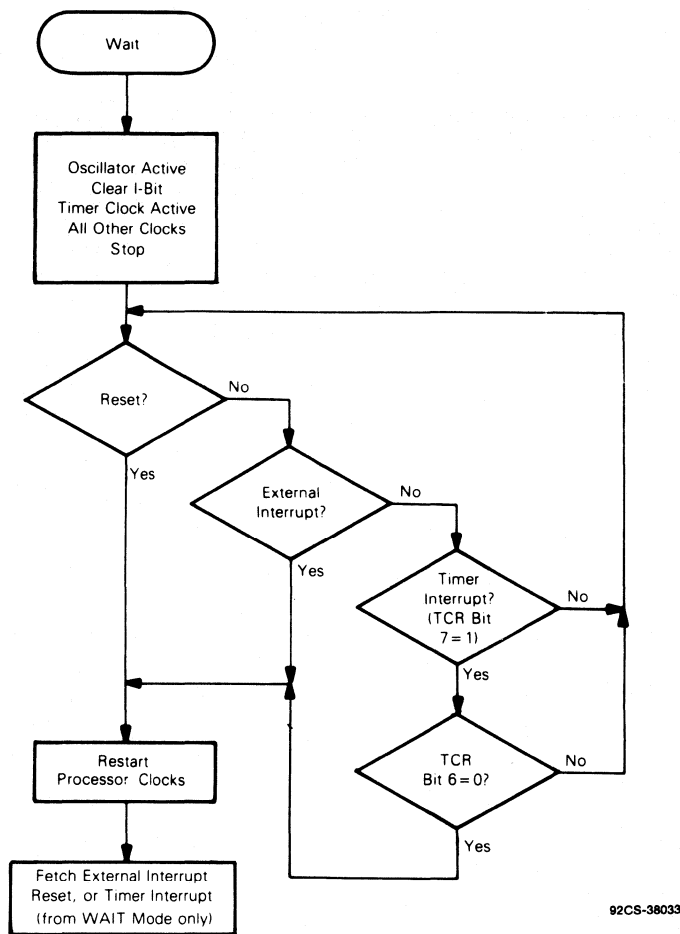 Wait
Oscillator Active
Clear I-Bit
Timer Clock Active
All Other Clocks
Stop
Reset?
No
Yes
External
Interrupt?
No
Yes
Timer
Interrupt?
(TCR Bit
7=1)
No
Yes
TCR
Bit 6=0?
No
Yes
Restart
Processor Clocks
Fetch External Interrupt
Reset, or Timer Interrupt
(from WAIT Mode only)
92CS-38033